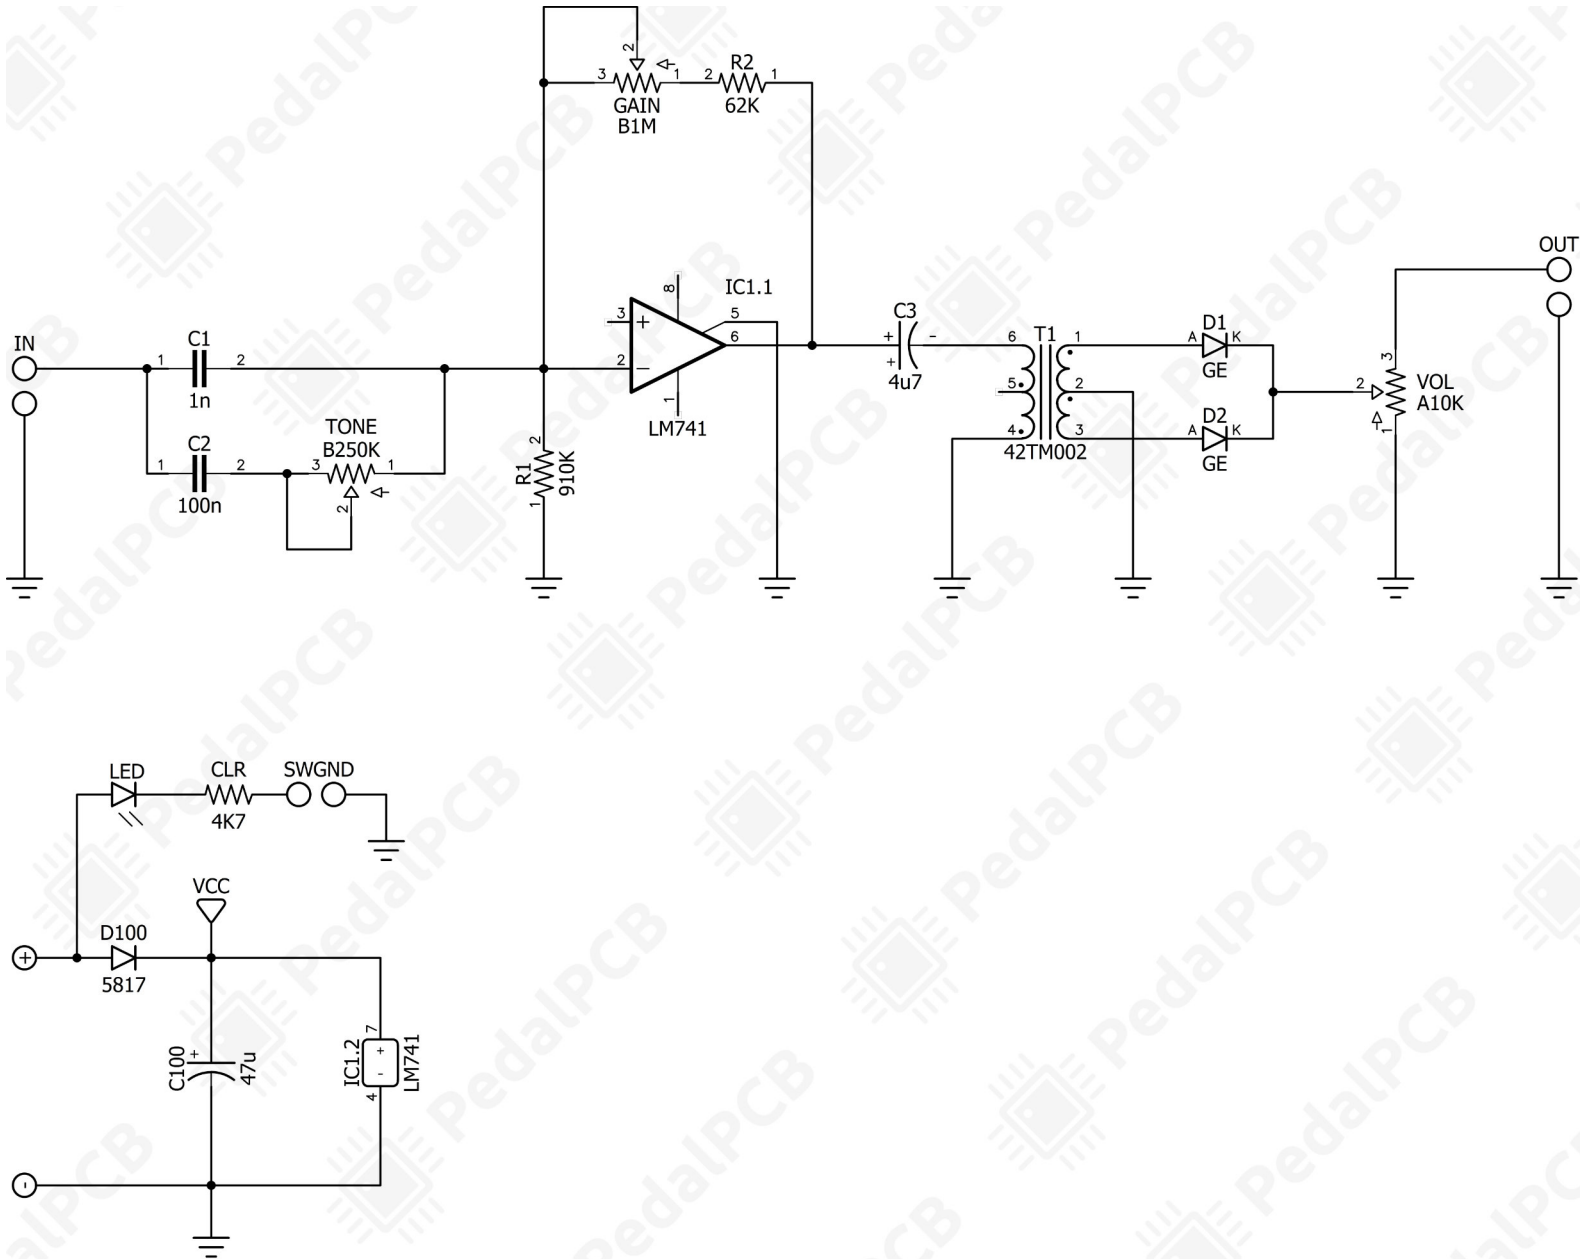 2
3
1
2
R2
1
GAIN
B1M
62K
OUT
IN
1
C1
2
1n
8
IC1.1
3
+
5
6
2
-
1
LM741
C3
+
-
+
4u7
6
T1
1
5
2
4
3
42TM002
A
D1
K
GE
A
D2
K
GE
3
2
VOL
A10K
1
TONE
B250K
1
C2
2
3
1
100n
2
2
R1
910K
1
LED
CLR
SWGND
4K7
VCC
+
D100
5817
C100
+
47u
7
IC1.2
+
-
LM741
4
-
PedalPCB